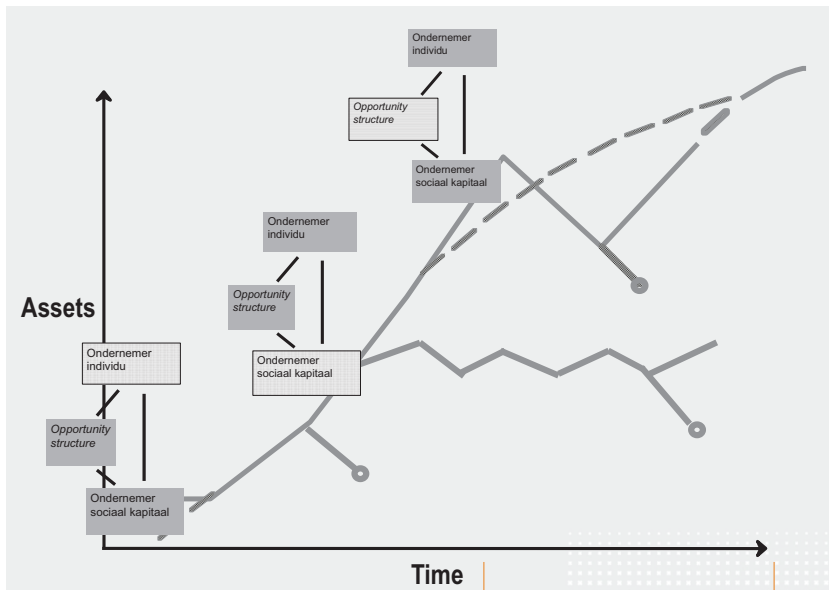 Ondernemer
individu
Opportunity
structure
Ondernemer
sociaal kapitaal
Ondernemer
individu
Opportunity
structure
Ondernemer
sociaal kapitaal
Assets
Ondernemer
individu
Opportunity
structure
Ondernemer
sociaal kapitaal
Time